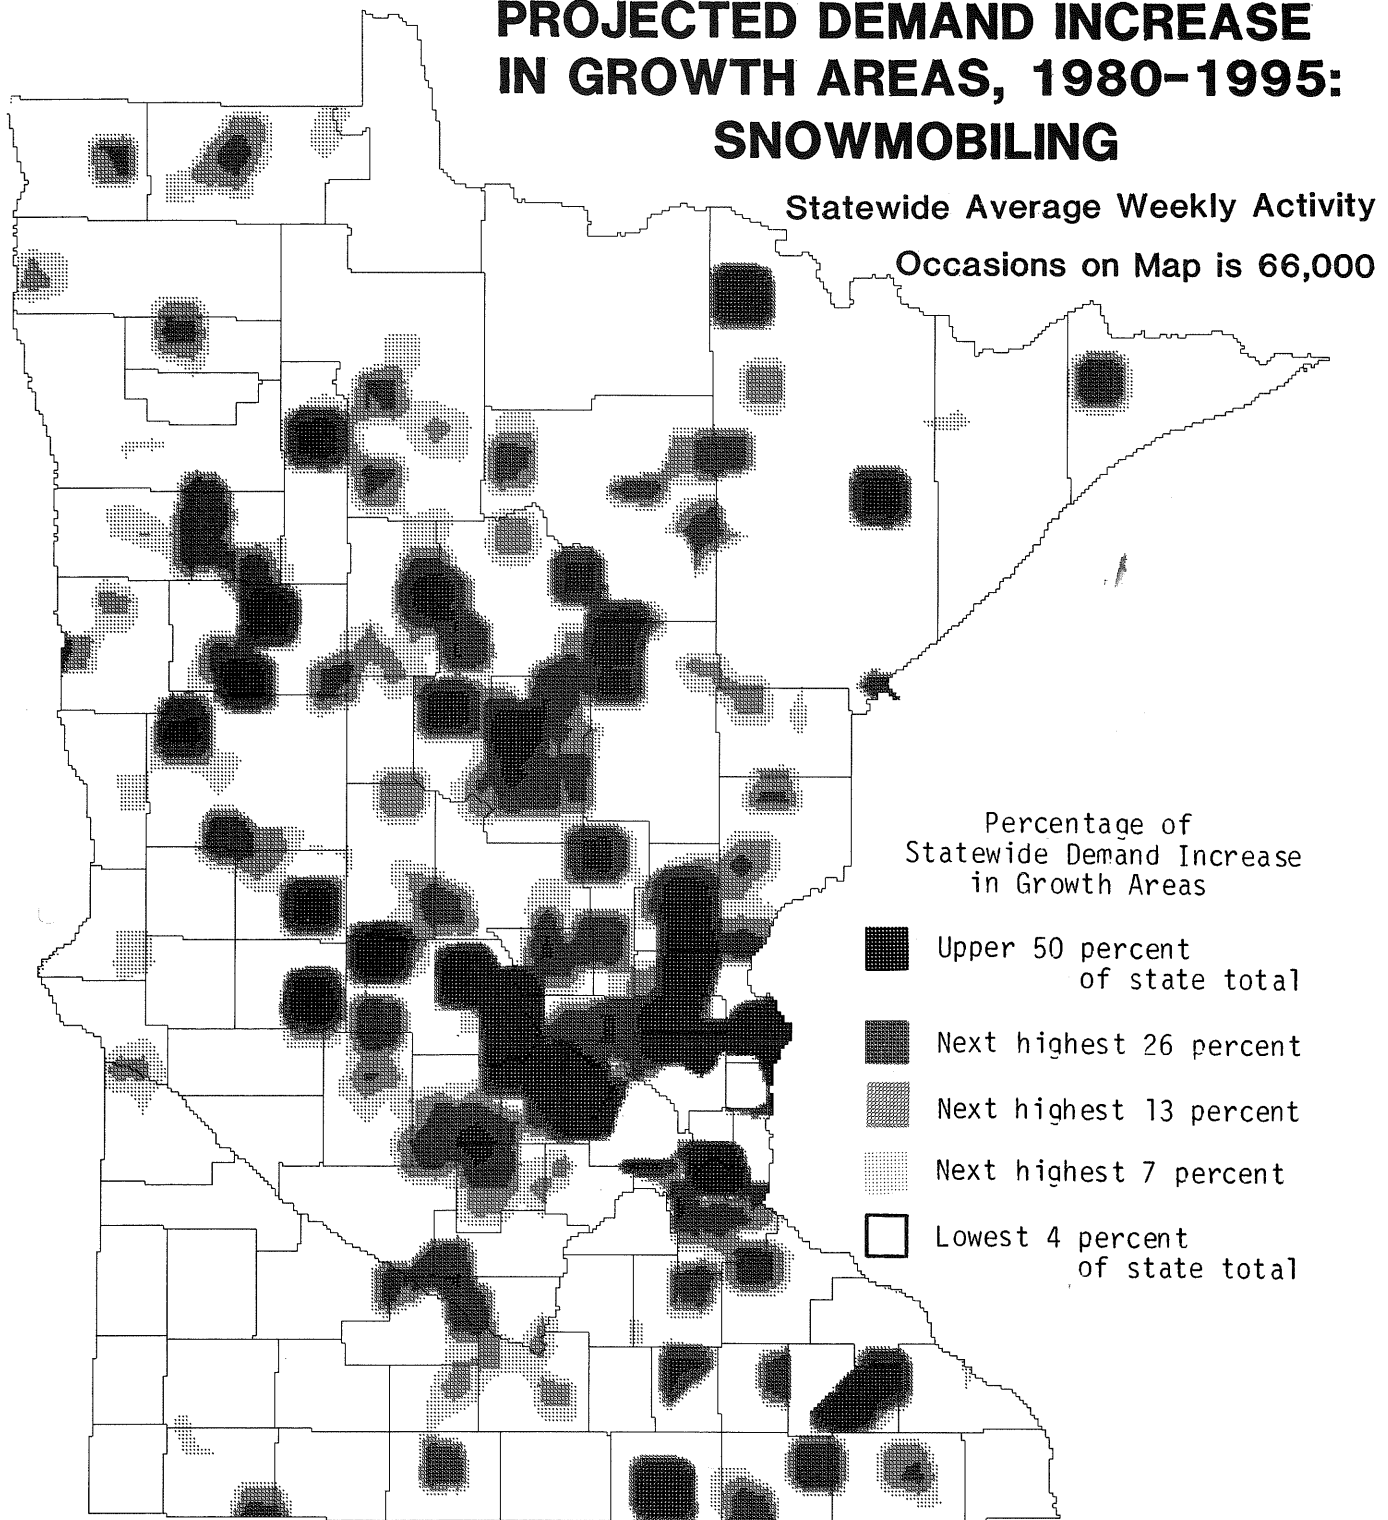 PROJECTED DEMAND INCREASE
IN GROWTH AREAS, 1980-1995:
SNOWMOBILING
Statewide Average Weekly Activity
Occasions on Map is 66,000
Percentage of
Statewide Demand Increase
in Growth Areas
Upper 50 percent
of state total
Next highest 26 percent
Next highest 13 percent
Next highest 7 percent
Lowest 4 percent
of state total